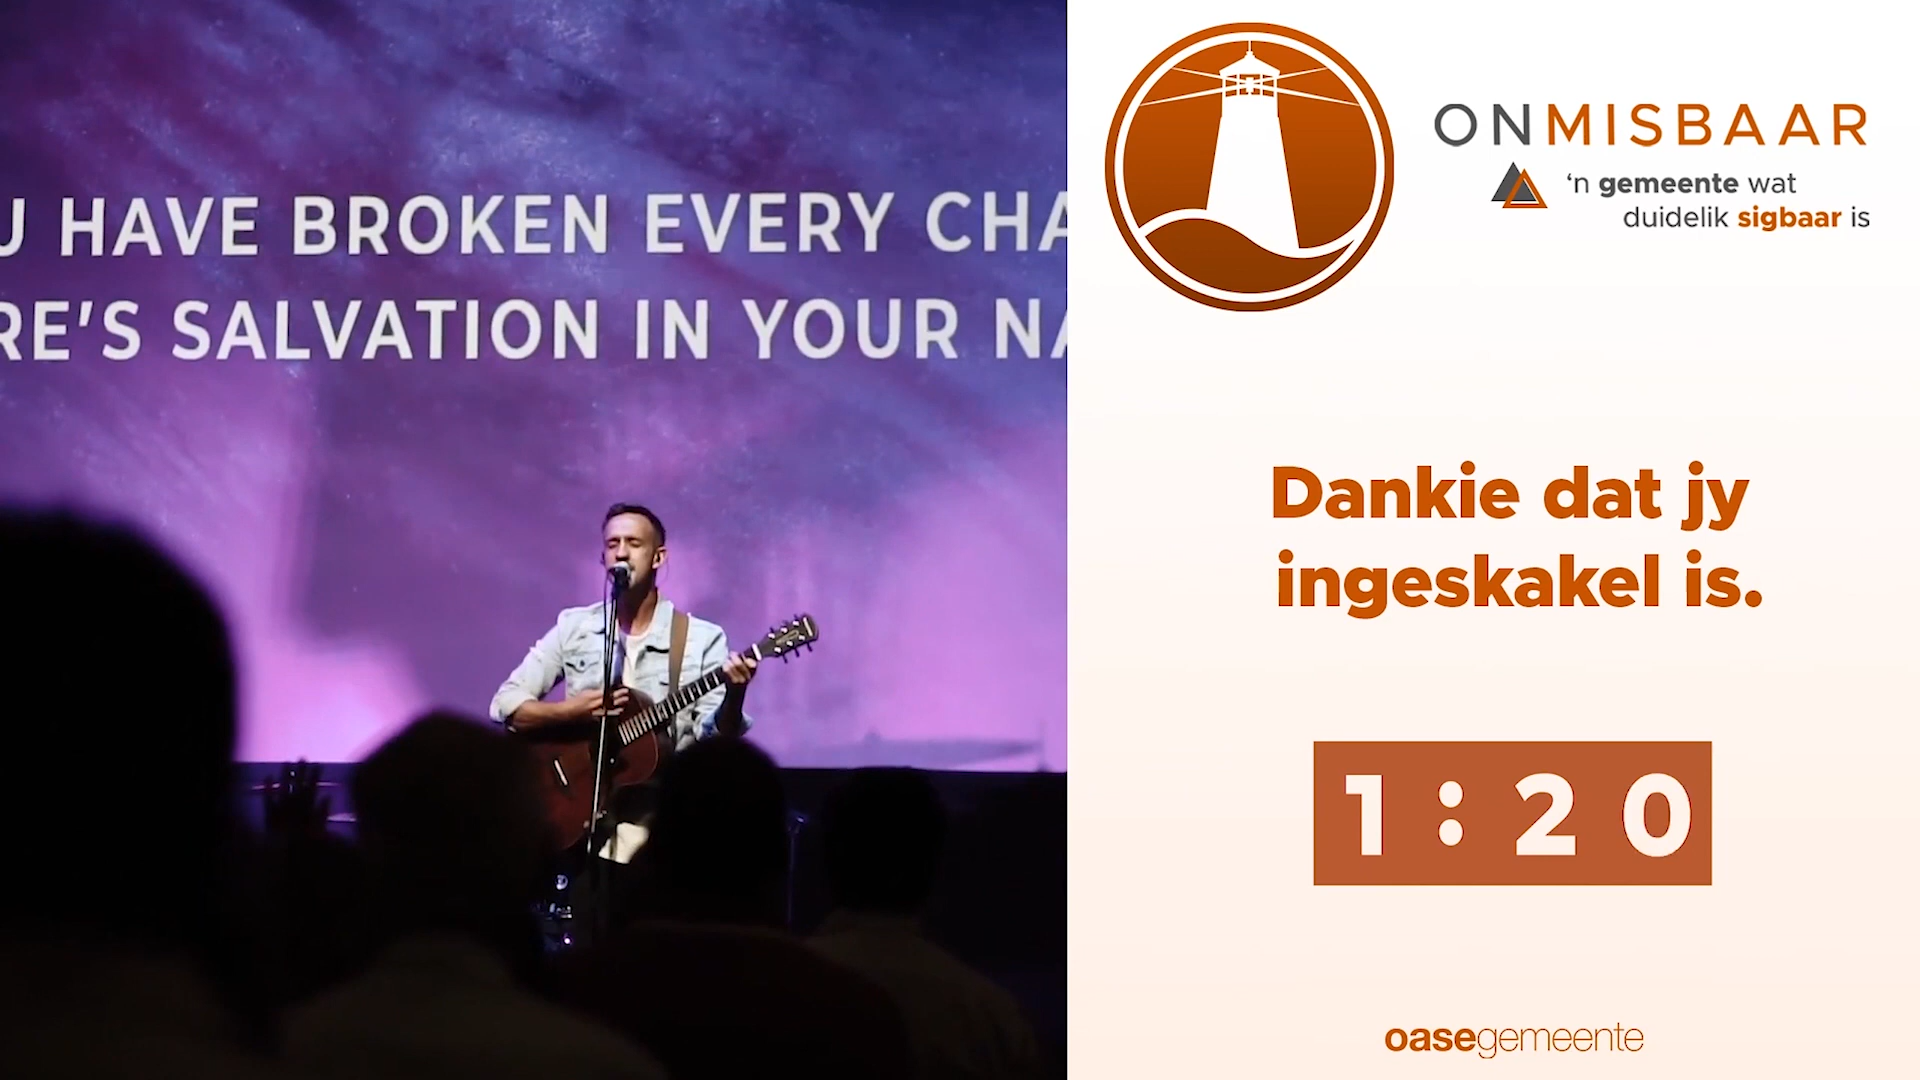 U HAVE BROKEN EVERY CHA
RE'S SALVATION IN YOUR NA
ONMISBAAR
‘n gemeente wat
duidelik sigbaar is
Dankie dat jy
ingeskakel is.
1:20
oasegemeente